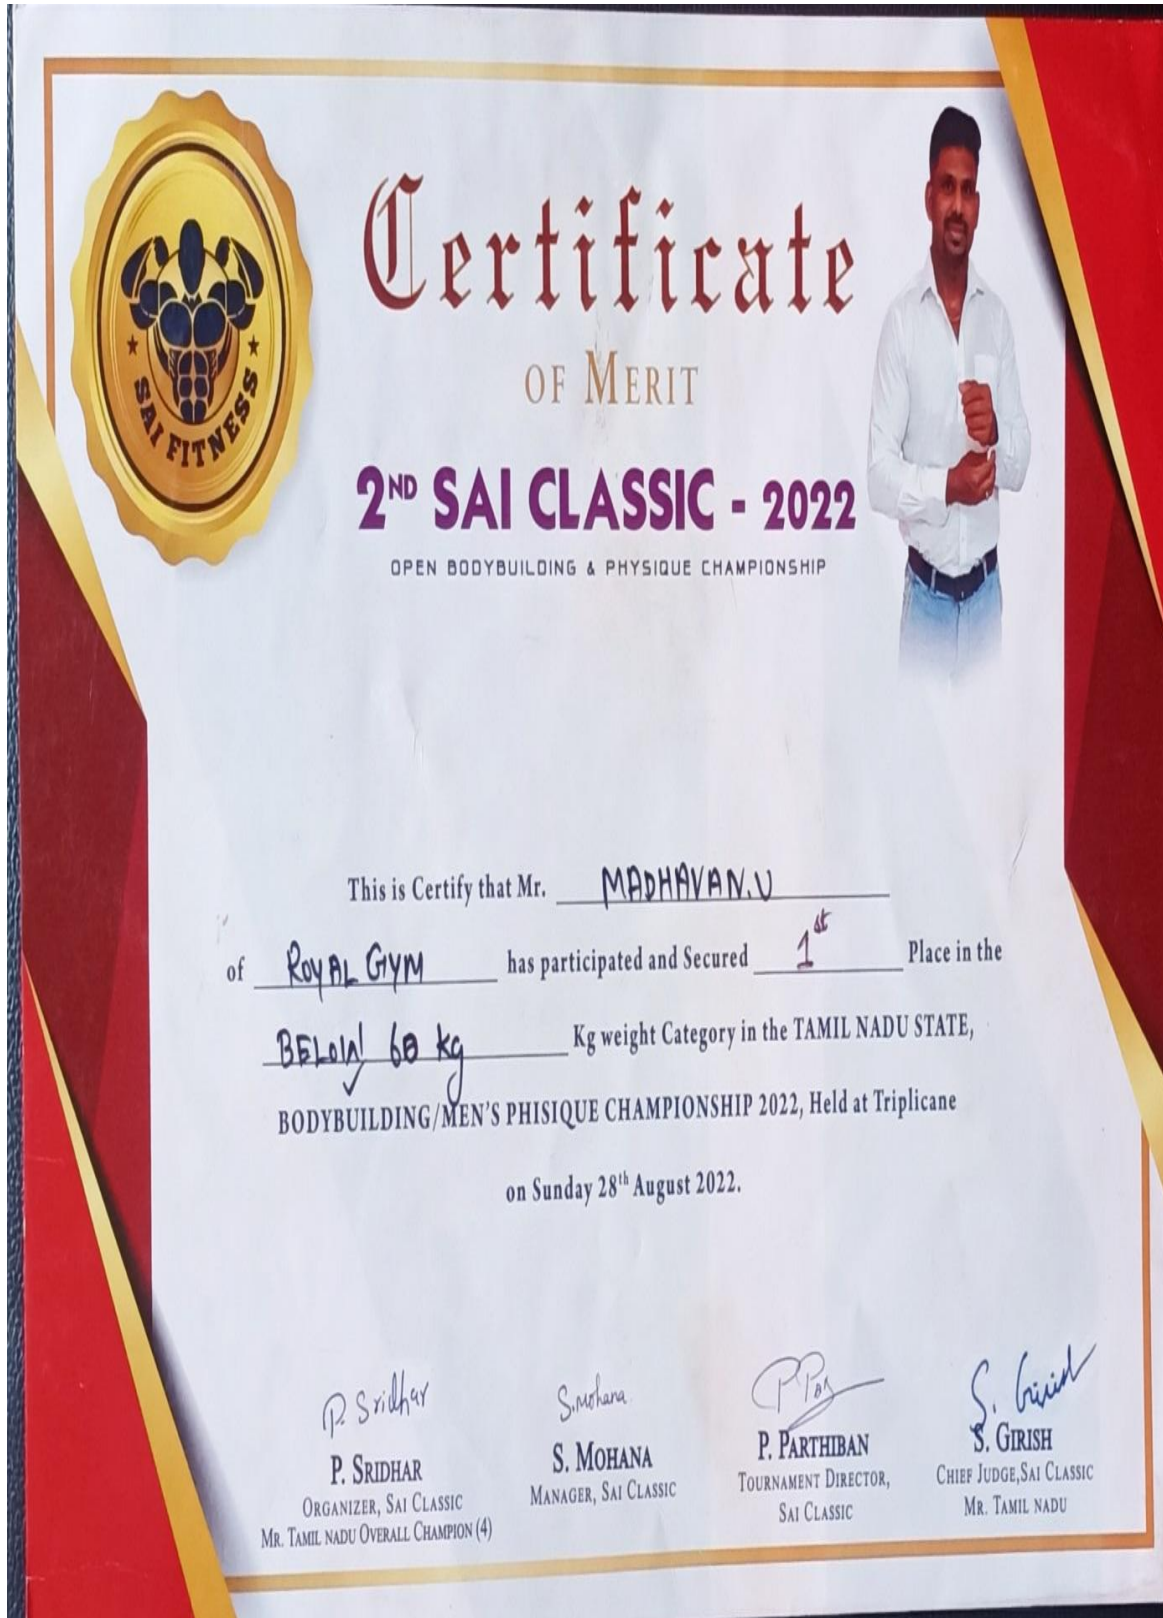 SAI FITNESS
Certificate
OF MERIT
2ND SAI CLASSIC - 2022
OPEN BODYBUILDING & PHYSIQUE CHAMPIONSHIP
This is Certify that Mr. MADHAVAN.U
of ROYAL GYM has participated and Secured 1st Place in the
BELOW 60 kg Kg weight Category in the TAMIL NADU STATE,
BODYBUILDING/MEN'S PHISIQUE CHAMPIONSHIP 2022, Held at Triplicane
on Sunday 28th August 2022.
P. Sridhar S.mohana S. Girish
P. SRIDHAR S. MOHANA P. PARTHIBAN S. GIRISH
ORGANIZER, SAI CLASSIC MANAGER, SAI CLASSIC TOURNAMENT DIRECTOR, CHIEF JUDGE,SAI CLASSIC
MR. TAMIL NADU OVERALL CHAMPION (4) SAI CLASSIC MR. TAMIL NADU